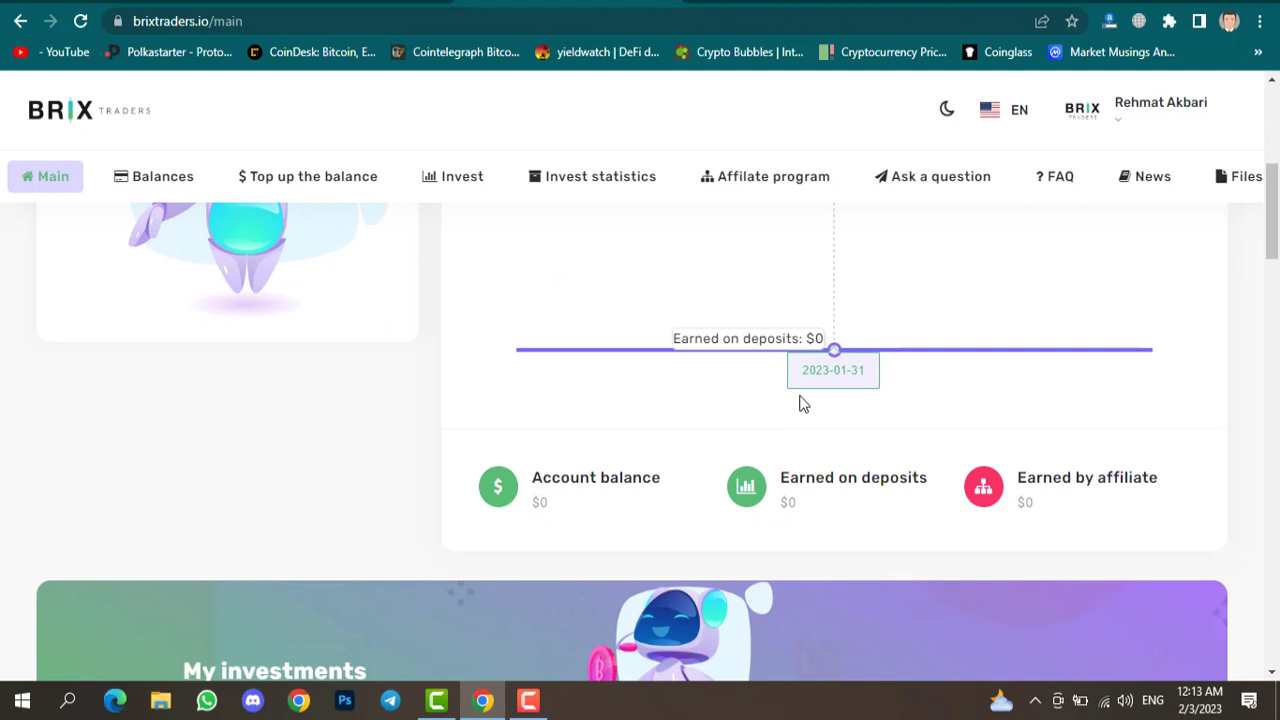 brixtraders.io/main
- YouTube
Polkastarter - Proto...
CoinDesk: Bitcoin, E...
Cointelegraph Bitco...
yieldwatch | DeFi d...
Crypto Bubbles | Int...
Cryptocurrency Pric...
Coinglass
Market Musings An...
»
BRIX TRADERS
EN
BRIX
TRADERS
Rehmat Akbari
Main
Balances
$ Top up the balance
Invest
Invest statistics
Affilate program
Ask a question
? FAQ
News
Files
Earned on deposits: $0
2023-01-31
$
Account balance
$0
Earned on deposits
$0
Earned by affiliate
$0
My investments
Ps
C
C
ENG
12:13 AM
2/3/2023